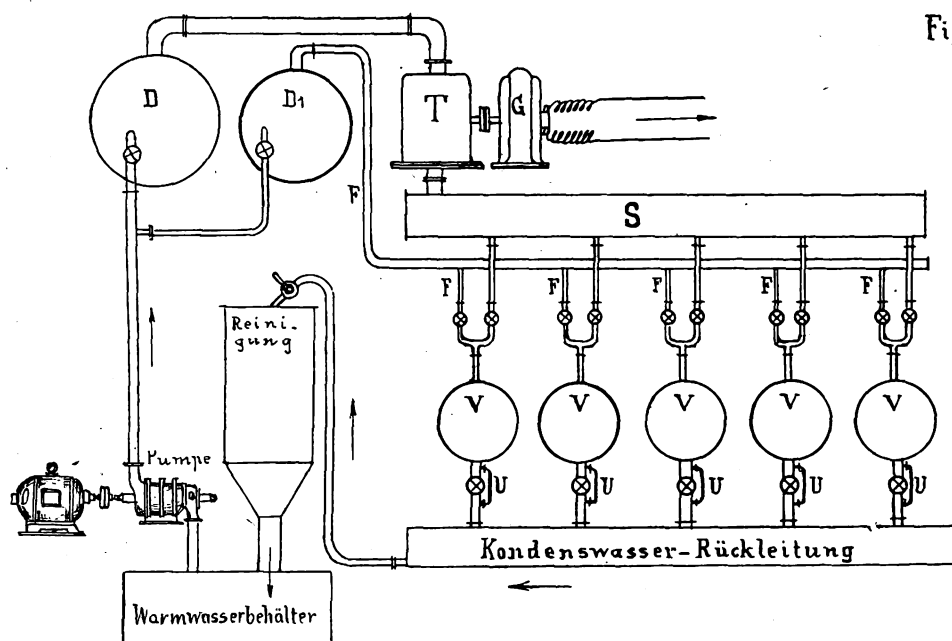 Fi
D
D1
T
G
F
S
F
F
F
F
F
Reini-
gung
V
V
V
V
V
Pumpe
U
U
U
U
U
Kondenswasser-Rückleitung
Warmwasserbehälter